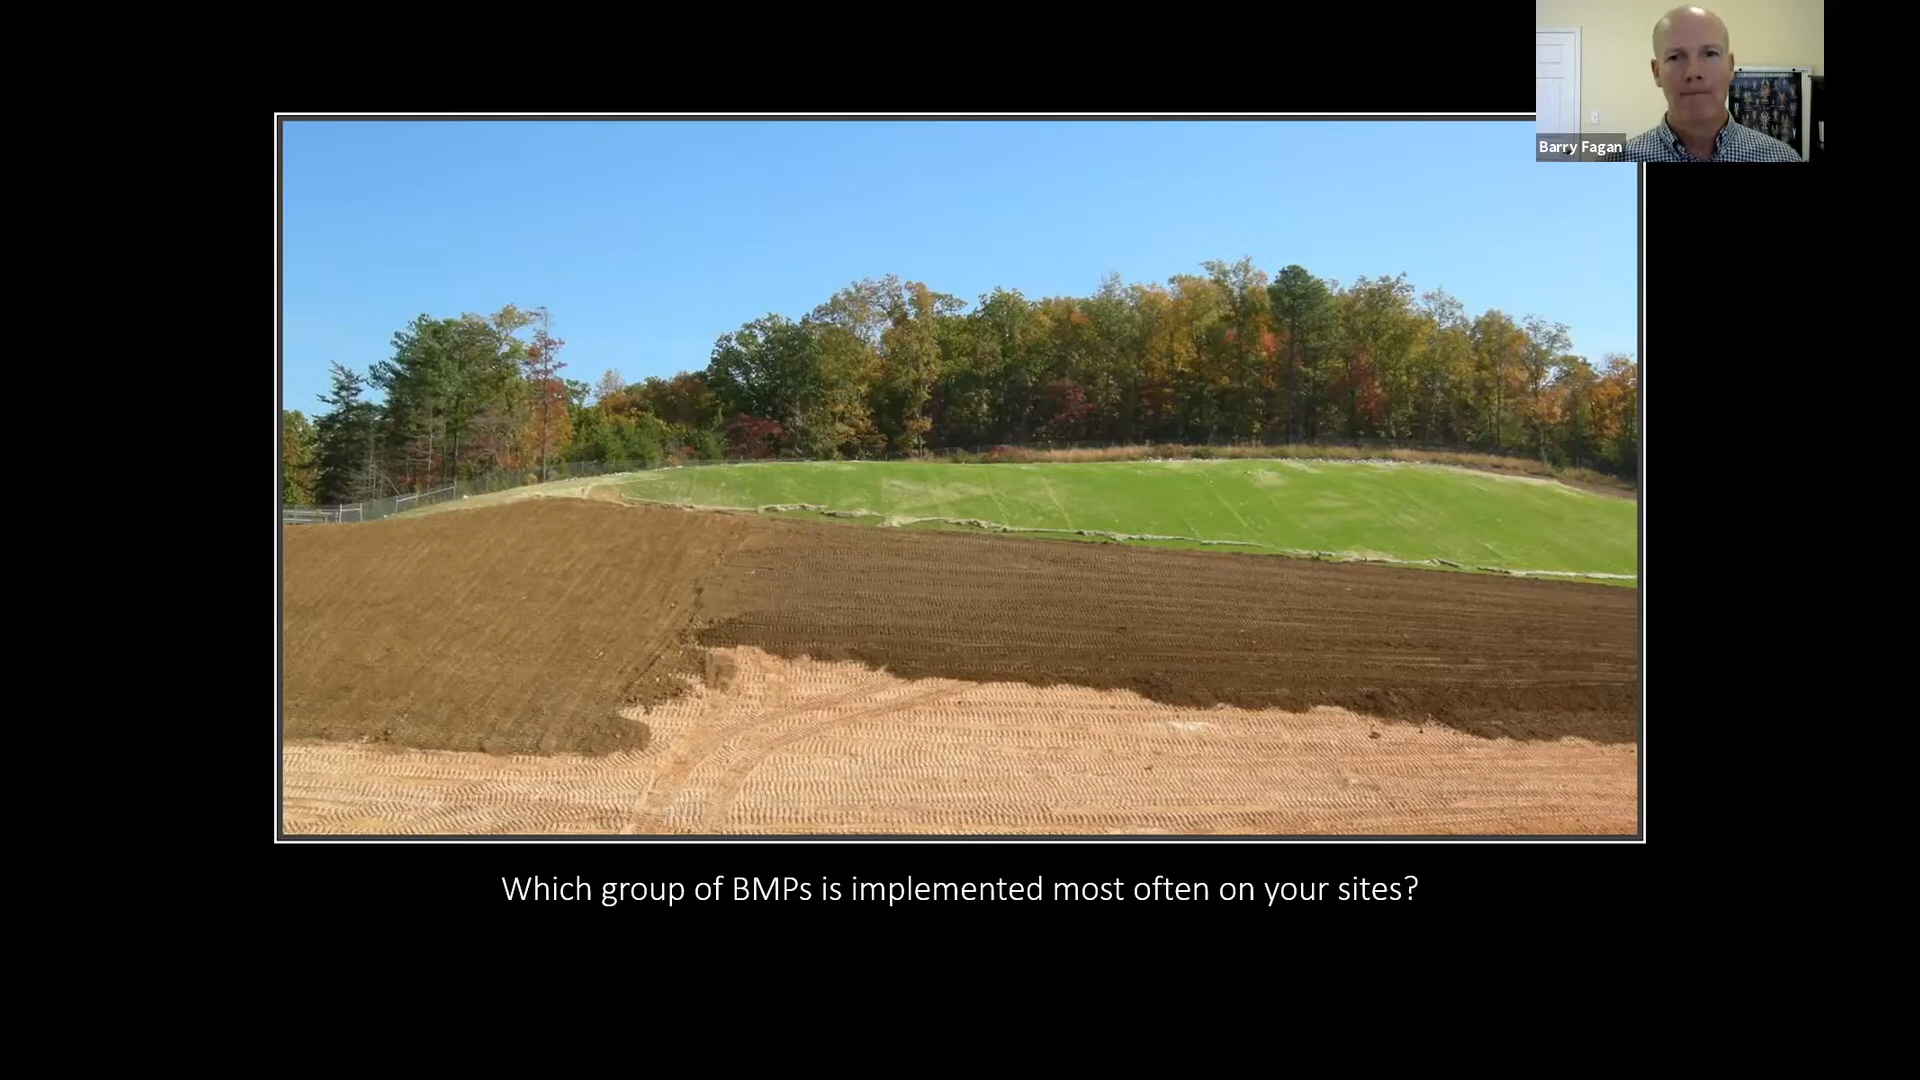 Barry Fagan
Which group of BMPs is implemented most often on your sites?